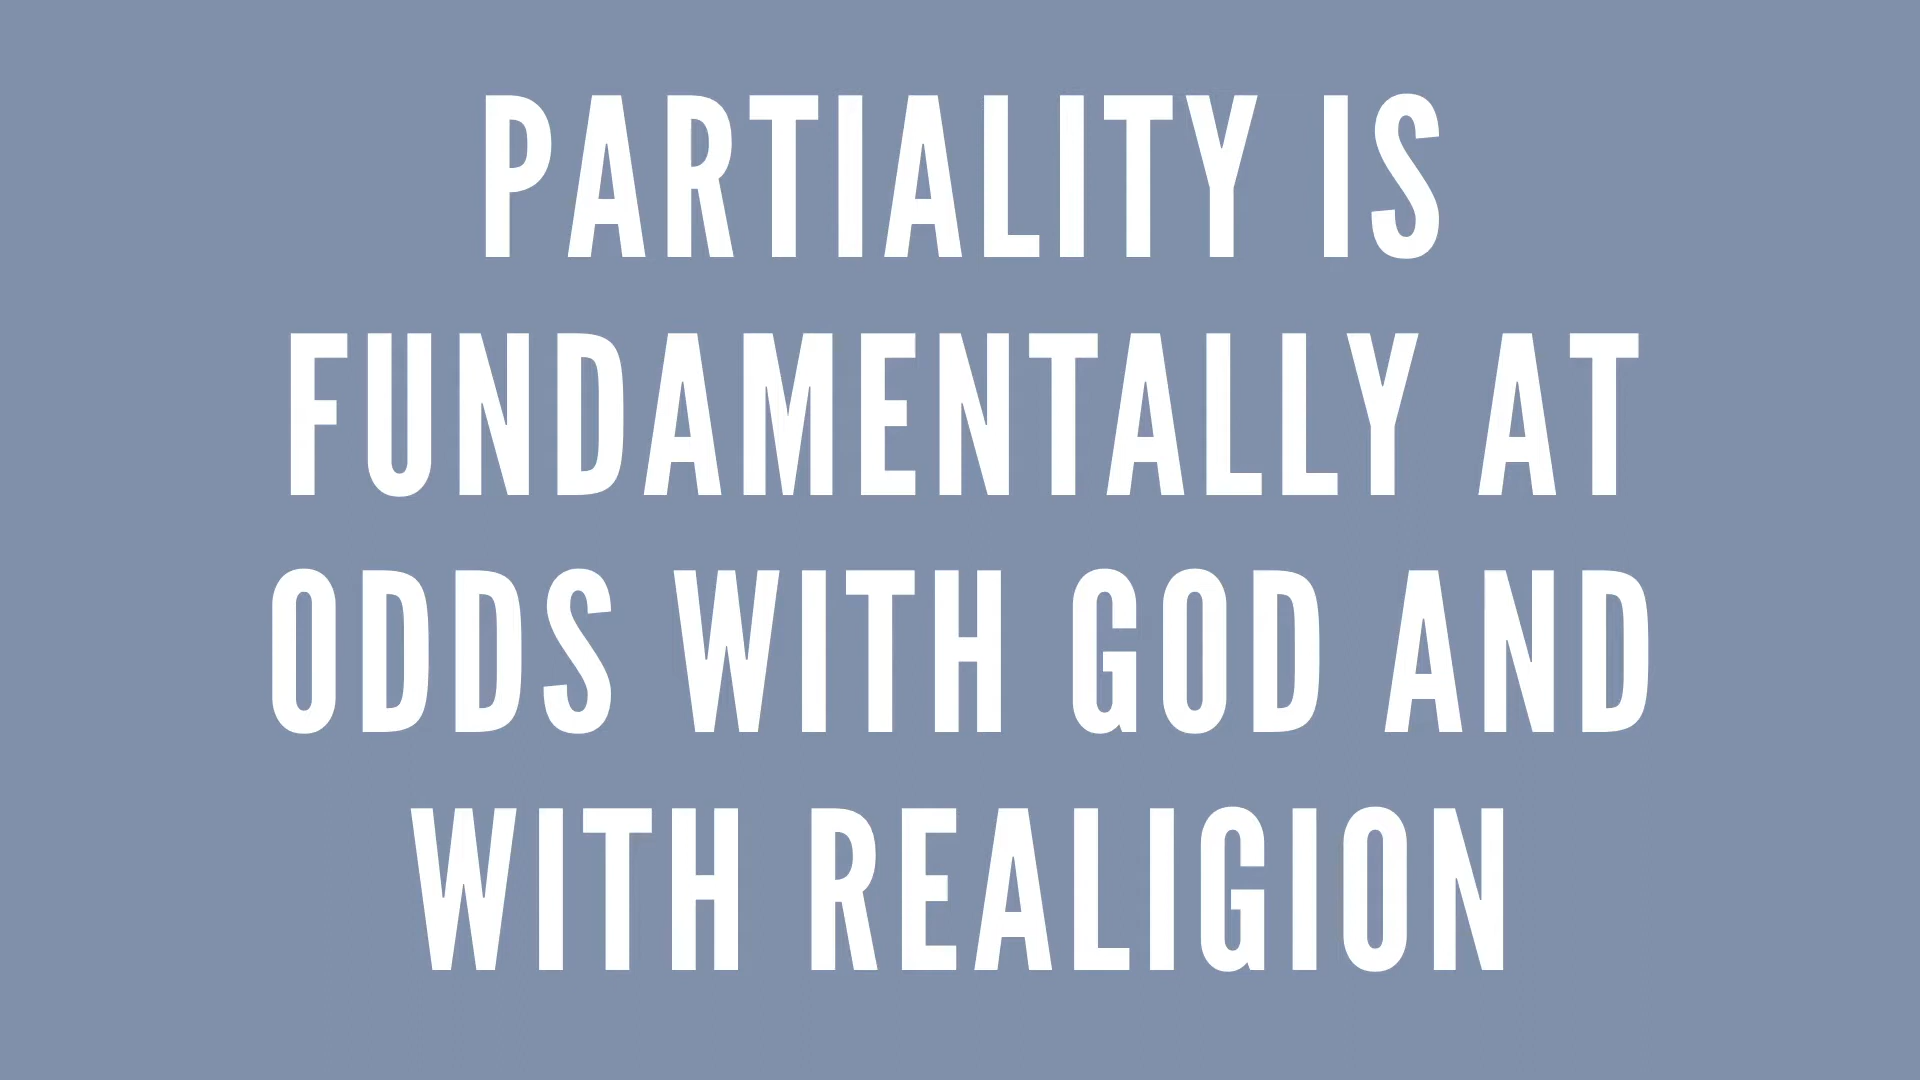 PARTIALITY IS
FUNDAMENTALLY AT
ODDS WITH GOD AND
WITH REALIGION